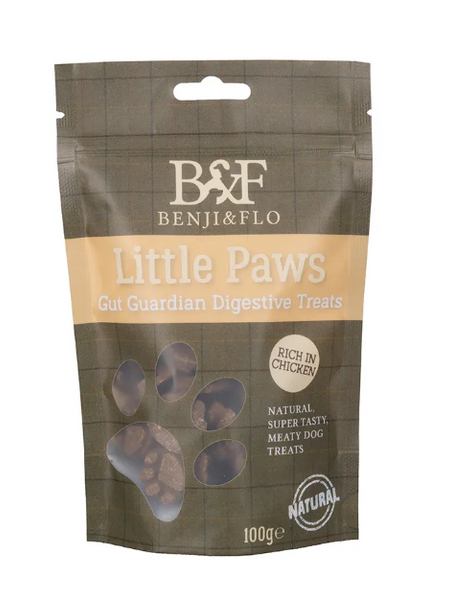 B&F
BENJI&FLO
Little Paws
Gut Guardian Digestive Treats
RICH IN
CHICKEN
NATURAL,
SUPER TASTY,
MEATY DOG
TREATS
NATURAL
100g℮